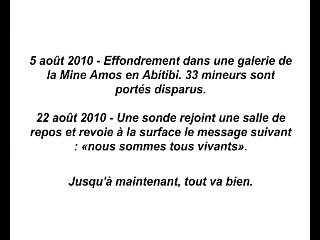 5 août 2010 - Effondrement dans une galerie de
la Mine Amos en Abitibi. 33 mineurs sont
portés disparus.
22 août 2010 - Une sonde rejoint une salle de
repos et revoie à la surface le message suivant
: «nous sommes tous vivants».
Jusqu'à maintenant, tout va bien.